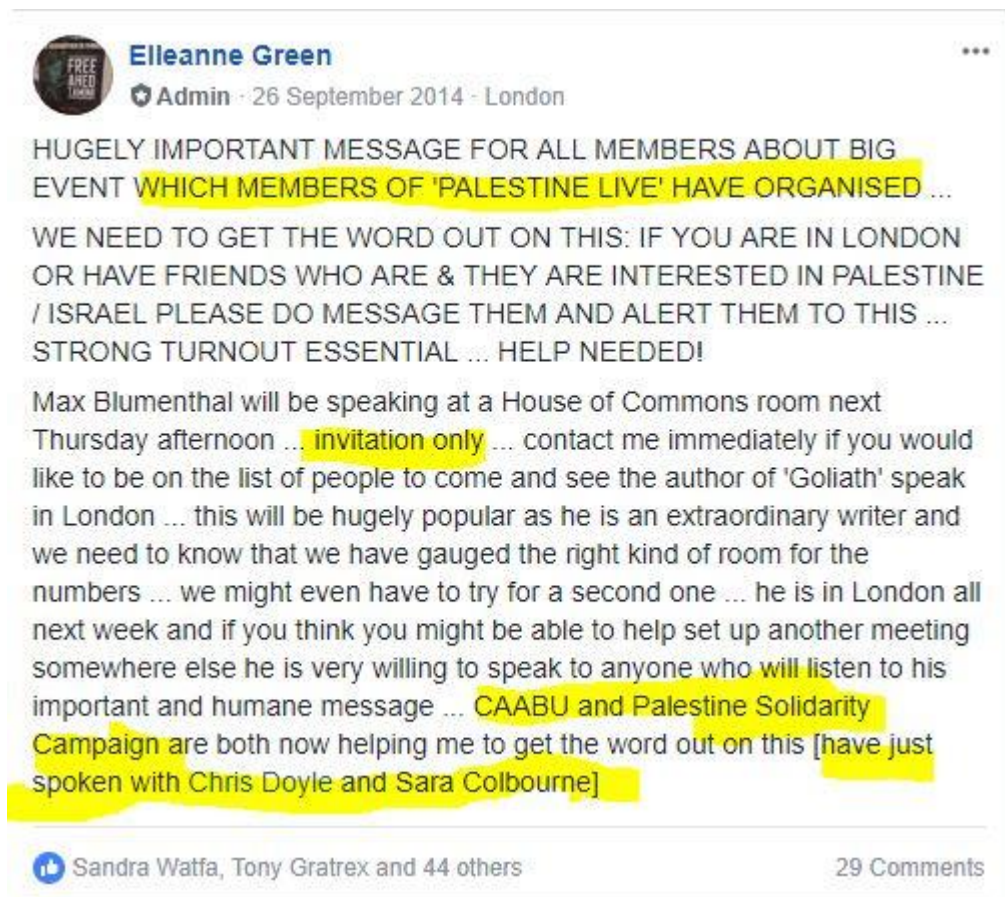 Elleanne Green
Admin · 26 September 2014 · London
HUGELY IMPORTANT MESSAGE FOR ALL MEMBERS ABOUT BIG
EVENT WHICH MEMBERS OF 'PALESTINE LIVE' HAVE ORGANISED ...
WE NEED TO GET THE WORD OUT ON THIS: IF YOU ARE IN LONDON
OR HAVE FRIENDS WHO ARE & THEY ARE INTERESTED IN PALESTINE
/ ISRAEL PLEASE DO MESSAGE THEM AND ALERT THEM TO THIS ...
STRONG TURNOUT ESSENTIAL ... HELP NEEDED!
Max Blumenthal will be speaking at a House of Commons room next
Thursday afternoon ... invitation only ... contact me immediately if you would
like to be on the list of people to come and see the author of 'Goliath' speak
in London ... this will be hugely popular as he is an extraordinary writer and
we need to know that we have gauged the right kind of room for the
numbers ... we might even have to try for a second one ... he is in London all
next week and if you think you might be able to help set up another meeting
somewhere else he is very willing to speak to anyone who will listen to his
important and humane message ... CAABU and Palestine Solidarity
Campaign are both now helping me to get the word out on this [have just
spoken with Chris Doyle and Sara Colbourne]
Sandra Watfa, Tony Gratrex and 44 others
29 Comments
FREE
AHED